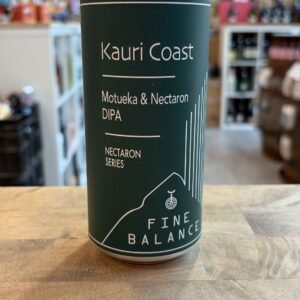 Kauri Coast
Motueka & Nectaron
DIPA
NECTARON
SERIES
FINE
BALANCE